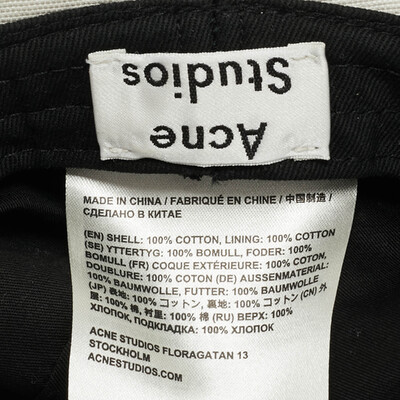 Acne
Studios
MADE IN CHINA / FABRIQUÉ EN CHINE / 中国制造 /
СДЕЛАНО В КИТАЕ
(EN) SHELL: 100% COTTON, LINING: 100% COTTON
(SE) YTTERTYG: 100% BOMULL, FODER: 100%
BOMULL (FR) COQUE EXTÉRIEURE: 100% COTON,
DOUBLURE: 100% COTON (DE) AUSSENMATERIAL:
100% BAUMWOLLE, FUTTER: 100% BAUMWOLLE
(JP) 表地: 100% コットン, 裏地: 100% コットン (CN) 外
层: 100% 棉, 衬里: 100% 棉 (RU) ВЕРХ: 100%
ХЛОПОК, ПОДКЛАДКА: 100% ХЛОПОК
ACNE STUDIOS FLORAGATAN 13
STOCKHOLM
ACNESTUDIOS.COM